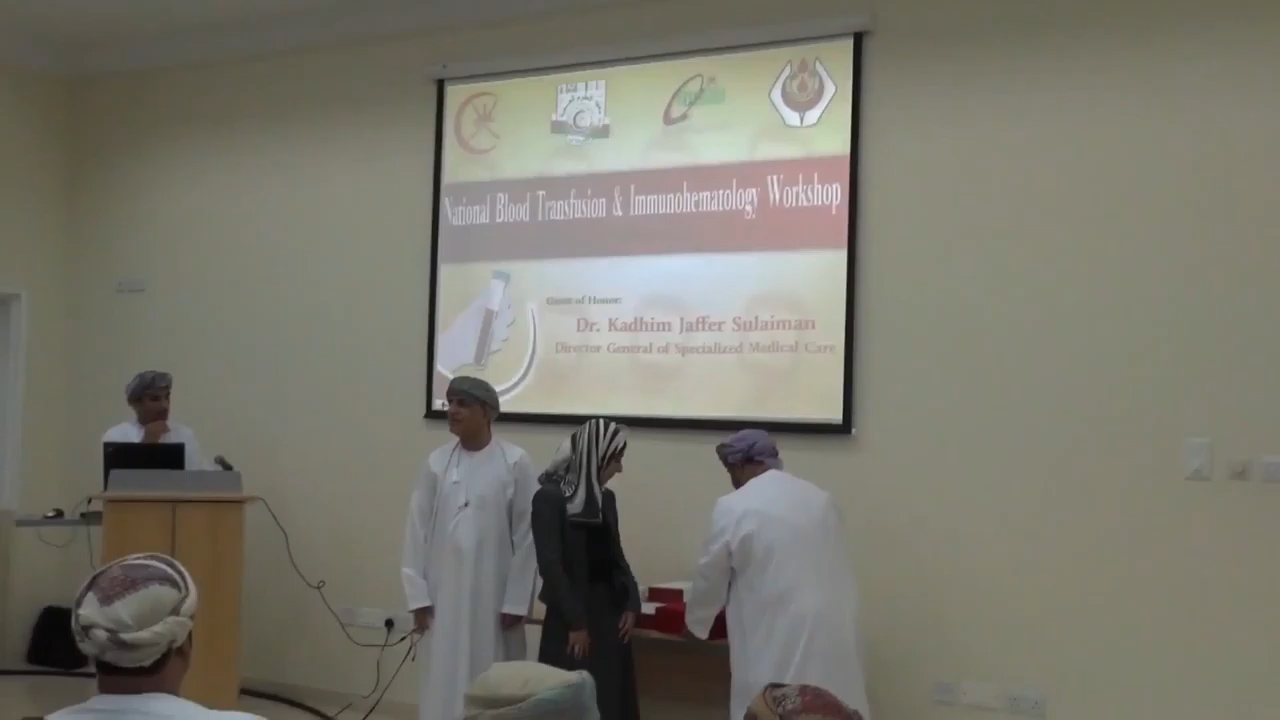 National Blood Transfusion & Immunohematology Workshop
Guest of Honor:
Dr. Kadhim Jaffer Sulaiman
Director General of Specialized Medical Care